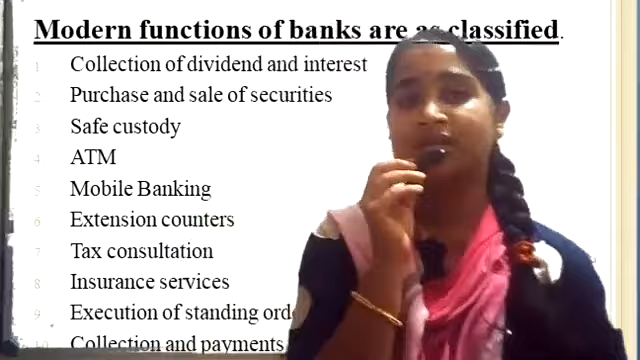 Modern functions of banks are as classified.
1 Collection of dividend and interest
2 Purchase and sale of securities
3 Safe custody
4 ATM
5 Mobile Banking
6 Extension counters
7 Tax consultation
8 Insurance services
9 Execution of standing
10 Collection and payments